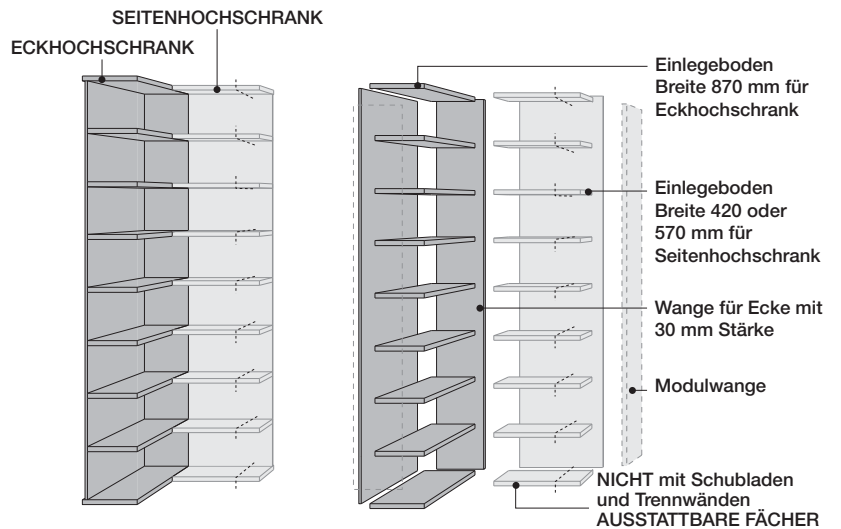 SEITENHOCHSCHRANK
ECKHOCHSCHRANK
Einlegeboden
Breite 870 mm für
Eckhochschrank
Einlegeboden
Breite 420 oder
570 mm für
Seitenhochschrank
Wange für Ecke mit
30 mm Stärke
Modulwange
NICHT mit Schubladen
und Trennwänden
AUSSTATTBARE FÄCHER